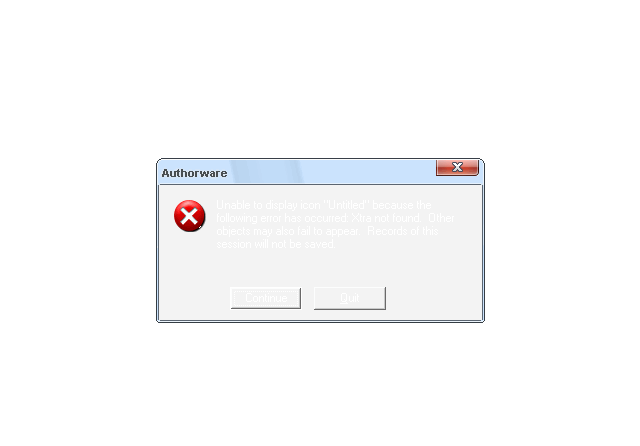 Authorware
Unable to display icon "Untitled" because the
following error has occured: Xtra not found.  Other
objects may also fail to appear.  Records of this
session will not be saved.
Continue
Quit